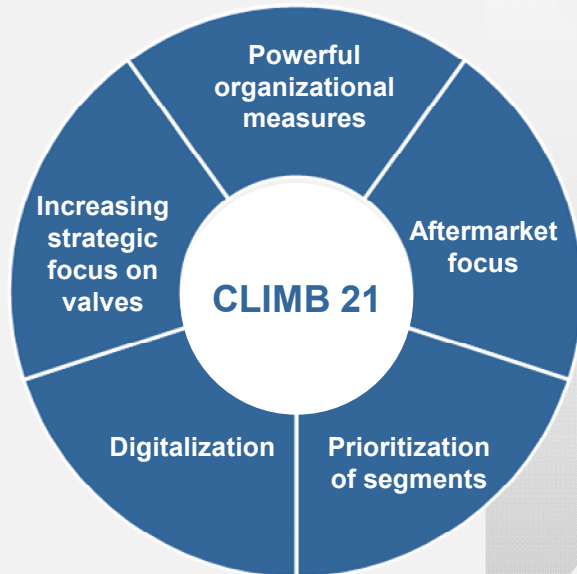 Powerful
organizational
measures
Increasing
strategic
focus on
valves
Aftermarket
focus
CLIMB 21
Digitalization
Prioritization
of segments